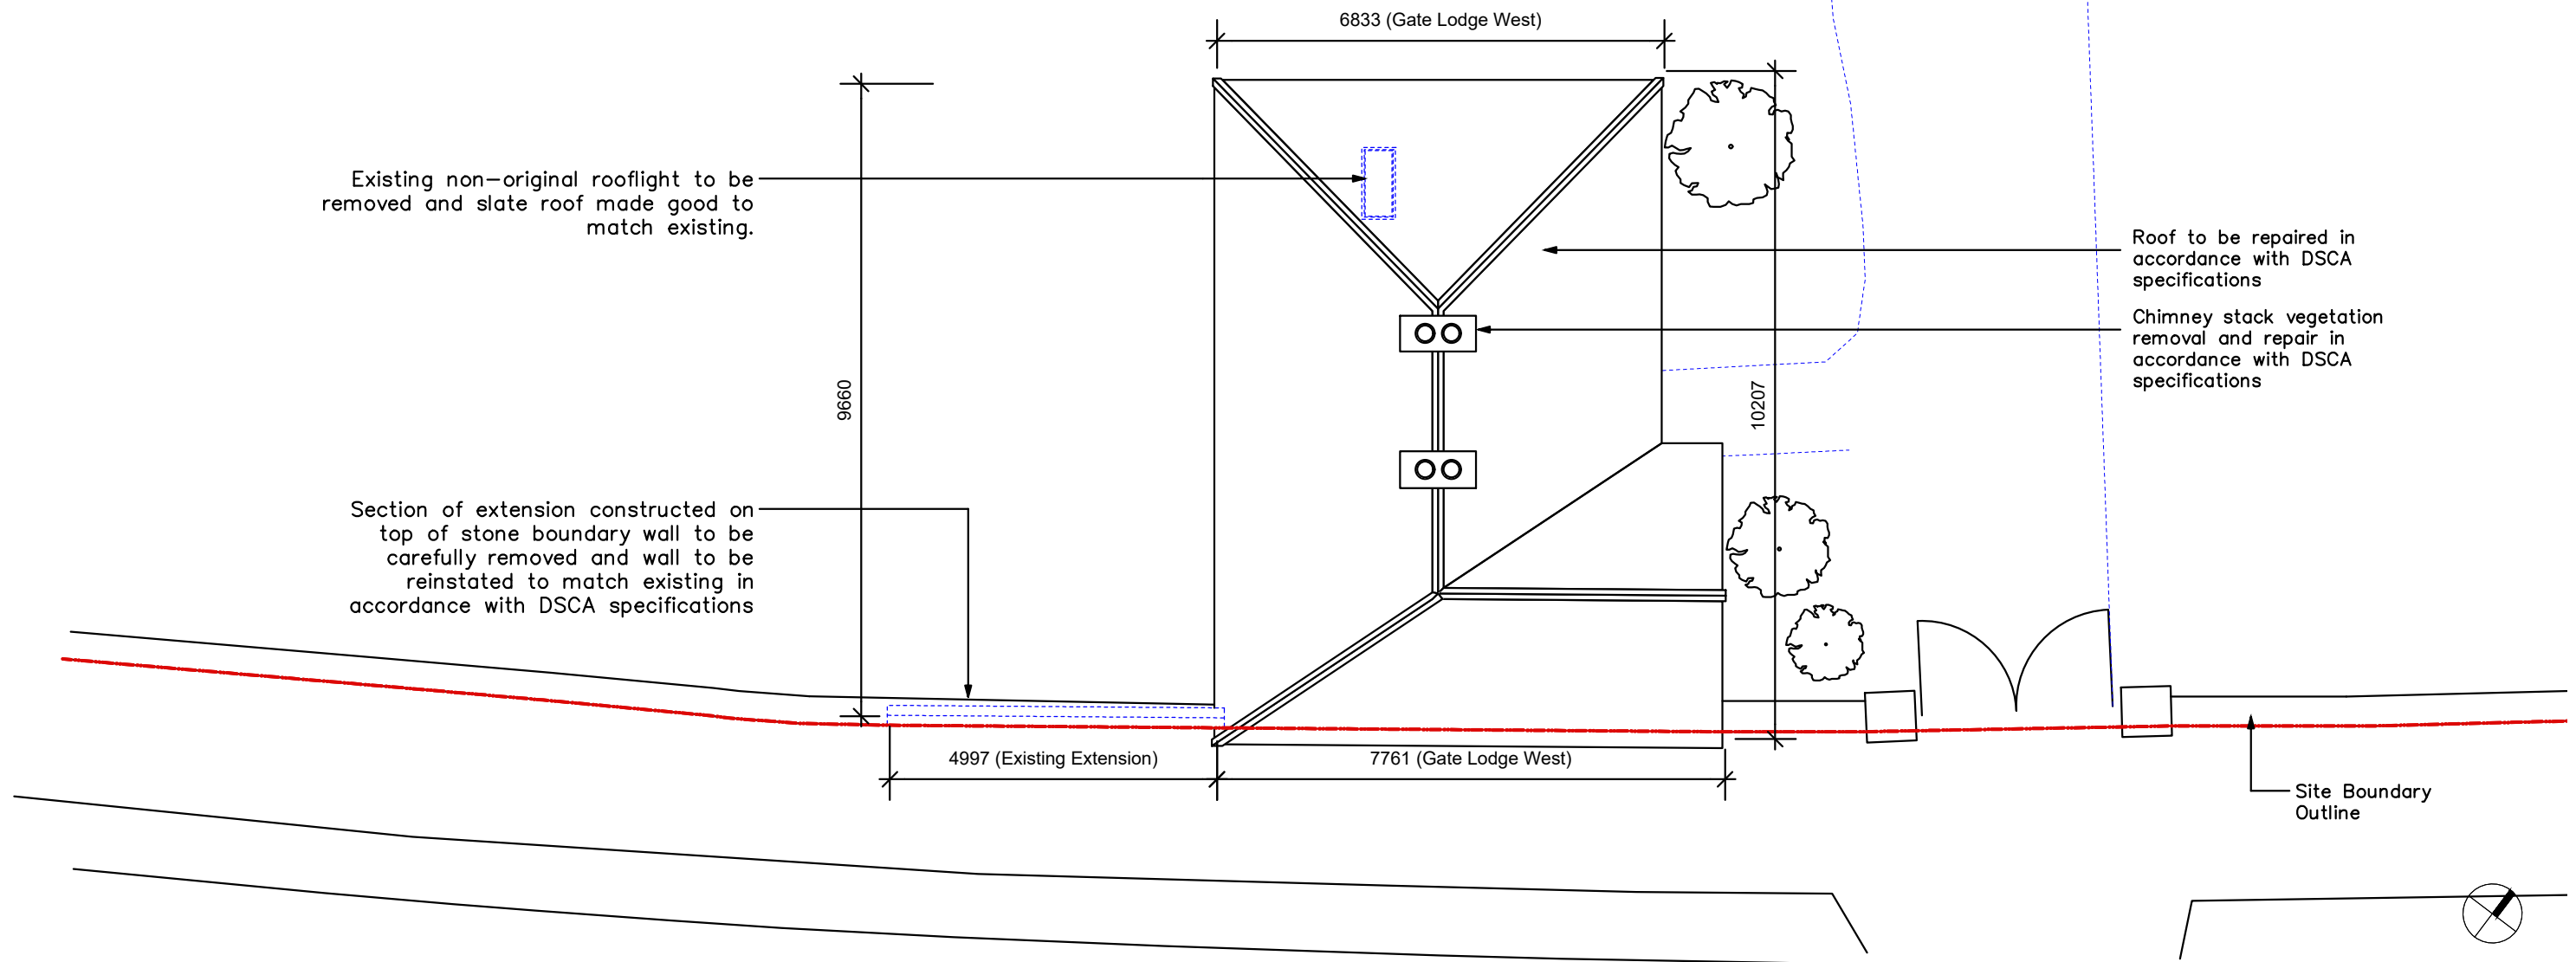 6833 (Gate Lodge West)
Existing non-original rooflight to be
removed and slate roof made good to
match existing.
Roof to be repaired in
accordance with DSCA
specifications
Chimney stack vegetation
removal and repair in
accordance with DSCA
specifications
9660
10207
Section of extension constructed on
top of stone boundary wall to be
carefully removed and wall to be
reinstated to match existing in
accordance with DSCA specifications
4997 (Existing Extension)
7761 (Gate Lodge West)
Site Boundary
Outline